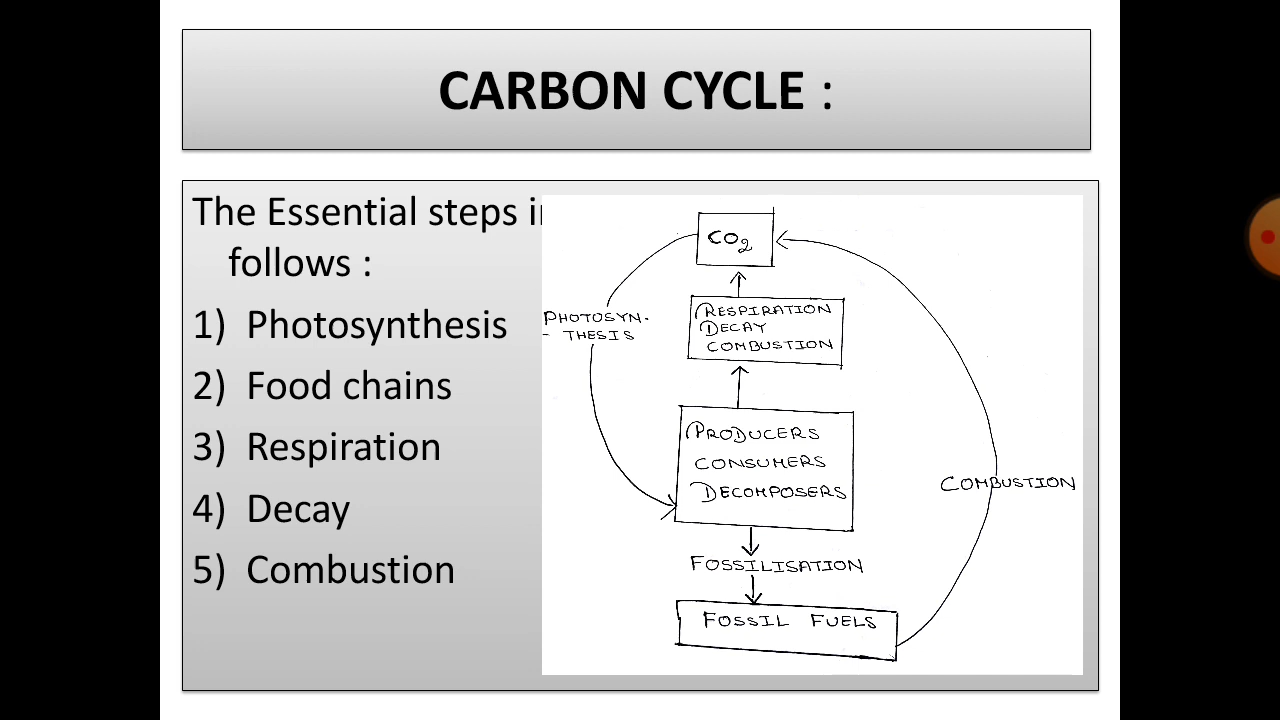 CARBON CYCLE :
The Essential steps
follows :
1) Photosynthesis
2) Food chains
3) Respiration
4) Decay
5) Combustion
CO2
PHOTOSYN-
- THESIS
RESPIRATION
DECAY
COMBUSTION
PRODUCERS
CONSUMERS
DECOMPOSERS
COMBUSTION
FOSSILISATION
FOSSIL FUELS